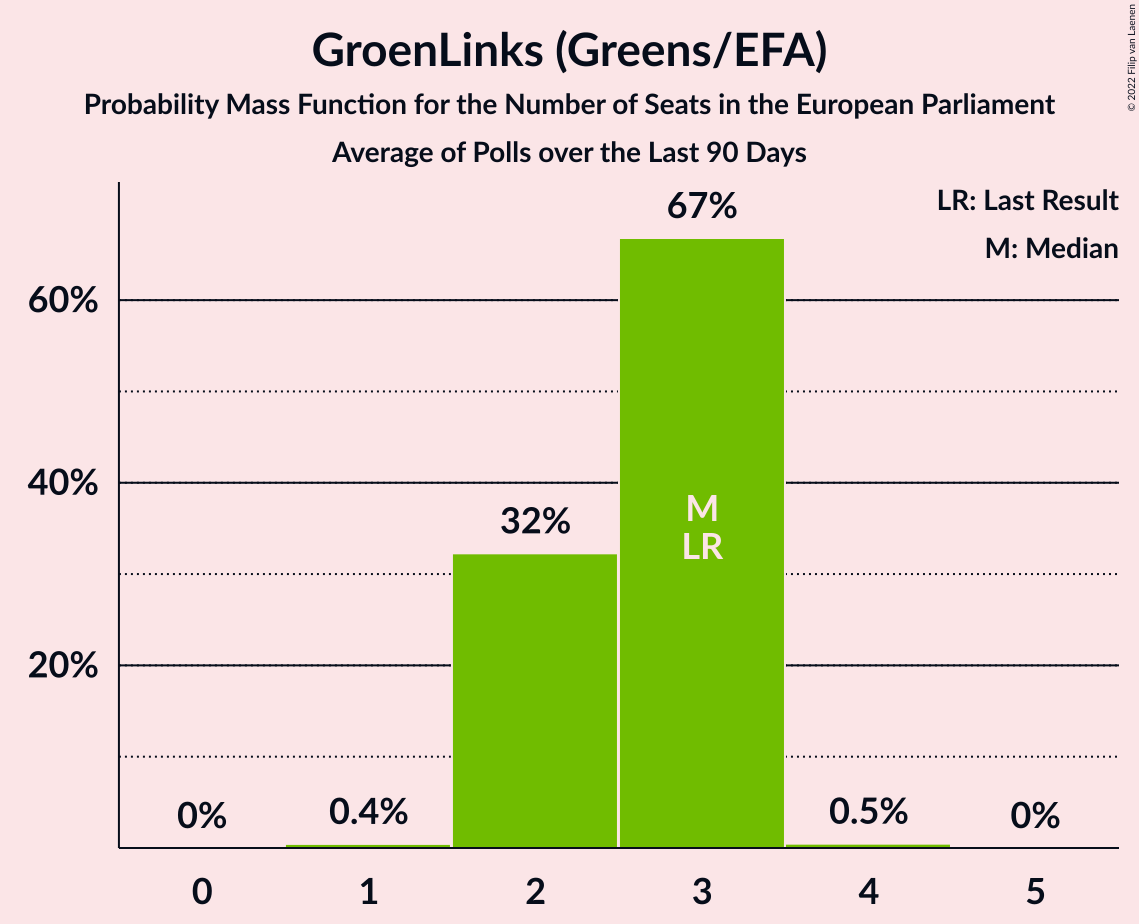 GroenLinks (Greens/EFA)
Probability Mass Function for the Number of Seats in the European Parliament
Average of Polls over the Last 90 Days
© 2022 Filip van Laenen
LR: Last Result
M: Median
67%
60%
40%
32%
M
LR
20%
0%
0.4%
0.5%
0%
0
1
2
3
4
5